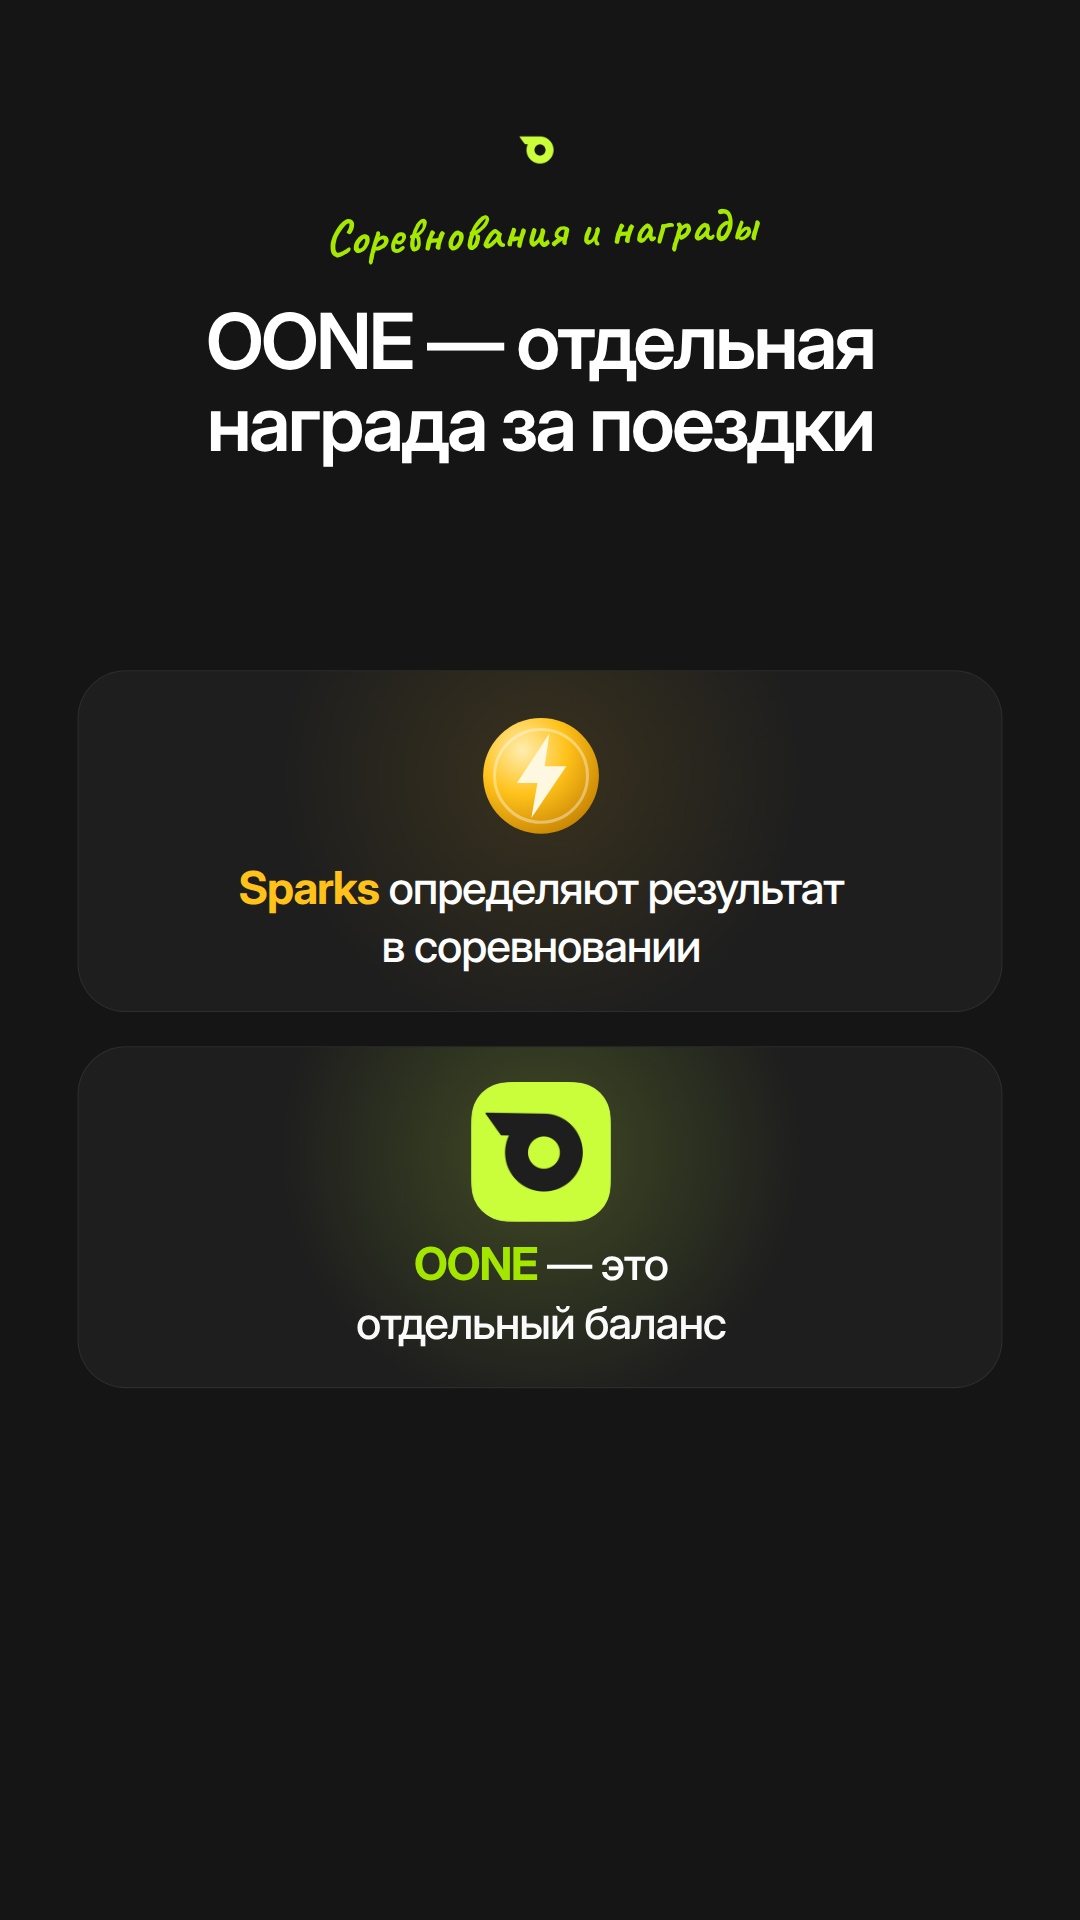 Соревнования и награды
OONE — отдельная
награда за поездки
Sparks определяют результат
в соревновании
OONE — это
отдельный баланс